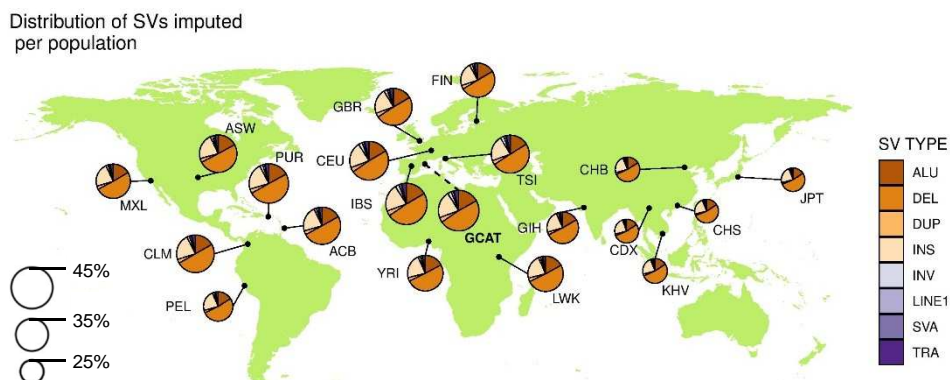 Distribution of SVs imputed
per population
FIN
GBR
ASW
PUR
CEU
TSI
CHB
MXL
JPT
IBS
GCAT
GIH
CHS
CDX
CLM
ACB
YRI
LWK
KHV
PEL
45%
35%
25%
SV TYPE
ALU
DEL
DUP
INS
INV
LINE1
SVA
TRA